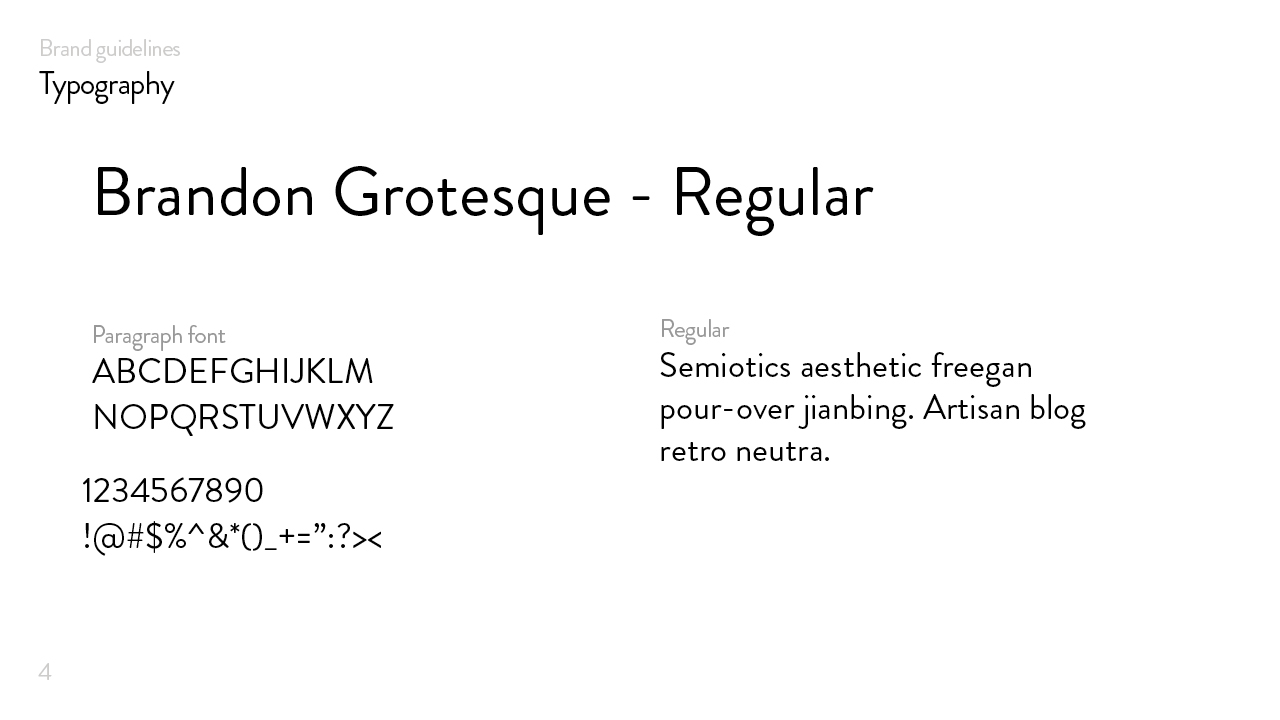 Brand guidelines
Typography
Brandon Grotesque - Regular
Paragraph font
ABCDEFGHIJKLM
NOPQRSTUVWXYZ
1234567890
!@#$%^&*()_+=”:?><
Regular
Semiotics aesthetic freegan
pour-over jianbing. Artisan blog
retro neutra.
4